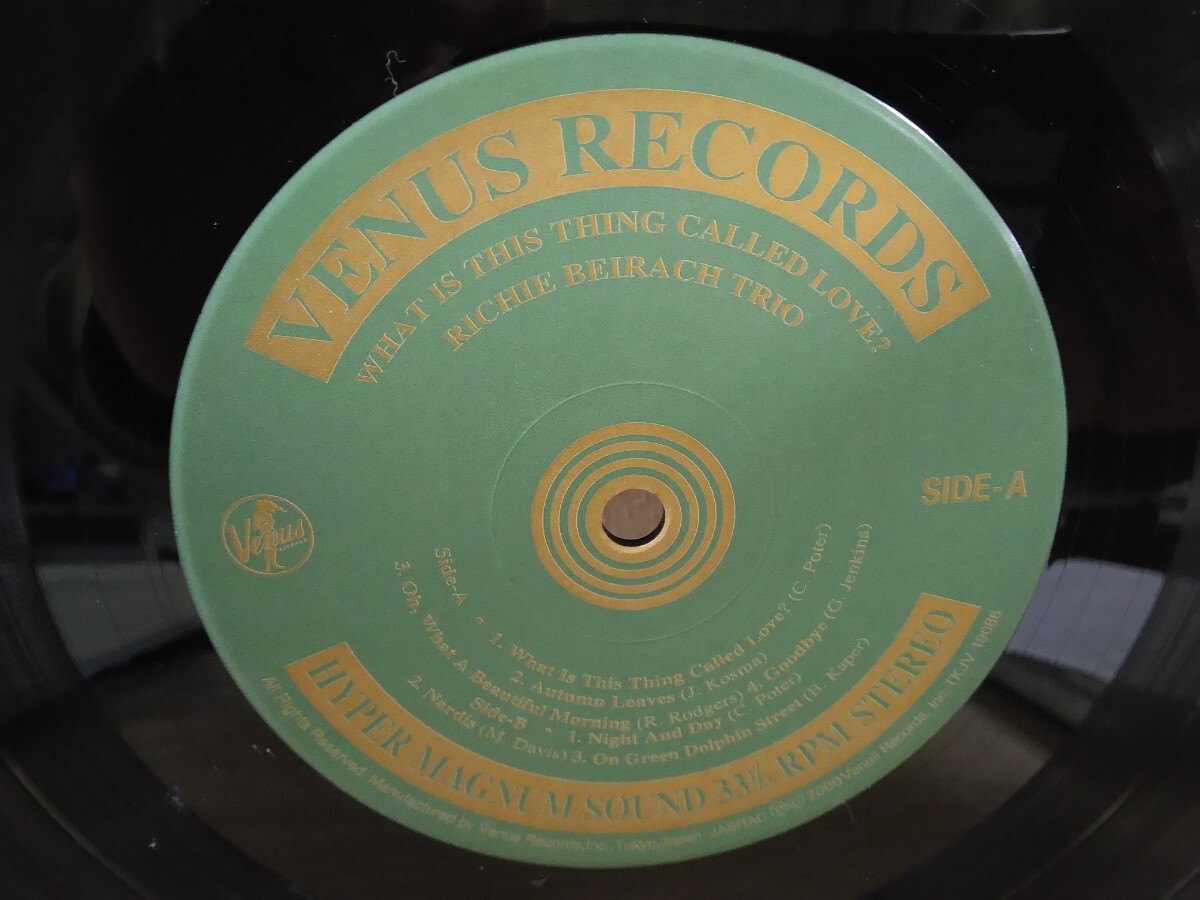 VENUS RECORDS
WHAT IS THIS THING CALLED LOVE?
RICHIE BEIRACH TRIO
SIDE-A
Venus
RECORDS
Side-A • 1. What Is This Thing Called Love? (C. Poter)
2. Autumn Leaves (J. Kosma)
3. Oh, What A Beautiful Morning (R. Rodgers) 4. Goodbye (G. Jenkins)
Side-B • 1. Night And Day (C. Poter)
2. Nardis (M. Davis) 3. On Green Dolphin Street (B. Kaper)
HYPER MAGNUM SOUND 33⅓ RPM STEREO
All Rights Reserved. Manufactured by Venus Records, Inc., Tokyo, Japan. JASRAC Ⓟ© 2000 Venus Records, Inc. TKJV-19086